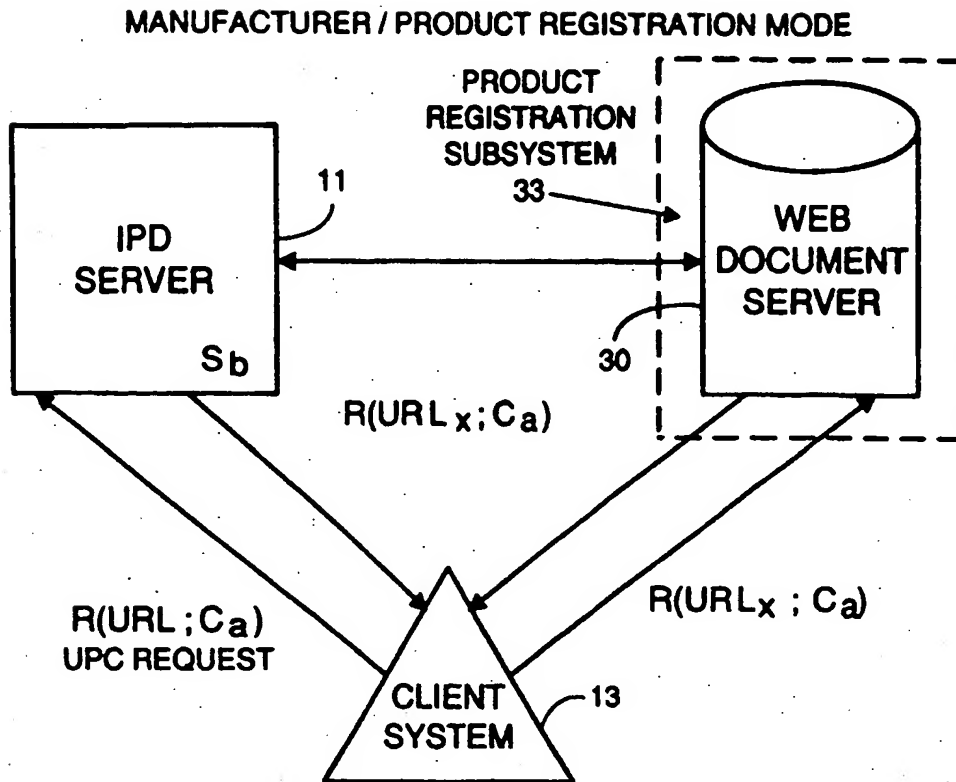 MANUFACTURER / PRODUCT REGISTRATION MODE
PRODUCT
REGISTRATION
SUBSYSTEM
33
11
IPD
SERVER
Sb
WEB
DOCUMENT
SERVER
30
R(URLx; Ca)
R(URL; Ca)
UPC REQUEST
R(URLx; Ca)
CLIENT
SYSTEM
13